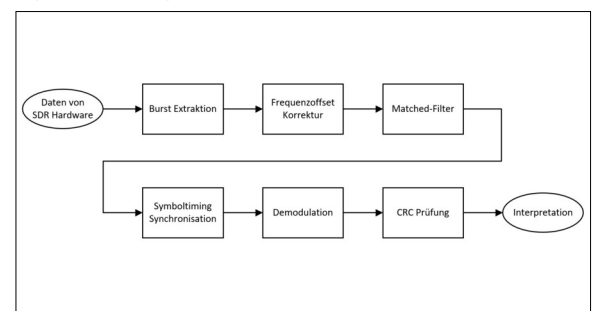 Daten von
SDR Hardware
Burst Extraktion
Frequenzoffset
Korrektur
Matched-Filter
Symboltiming
Synchronisation
Demodulation
CRC Prüfung
Interpretation